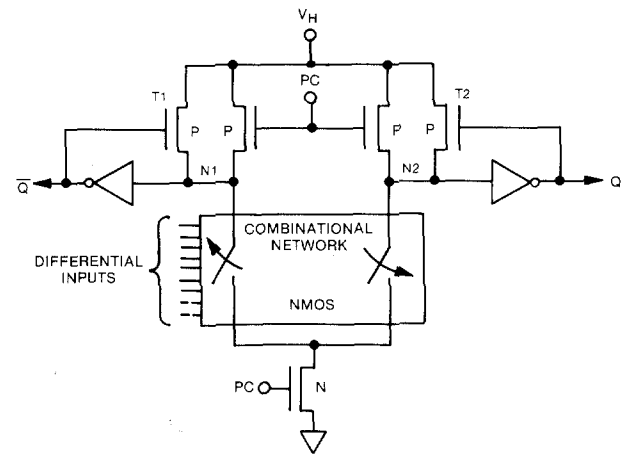 V_H
PC
T1
T2
P
P
P
P
N1
N2
Q̅
Q
COMBINATIONAL
NETWORK
DIFFERENTIAL
INPUTS
NMOS
PC
N